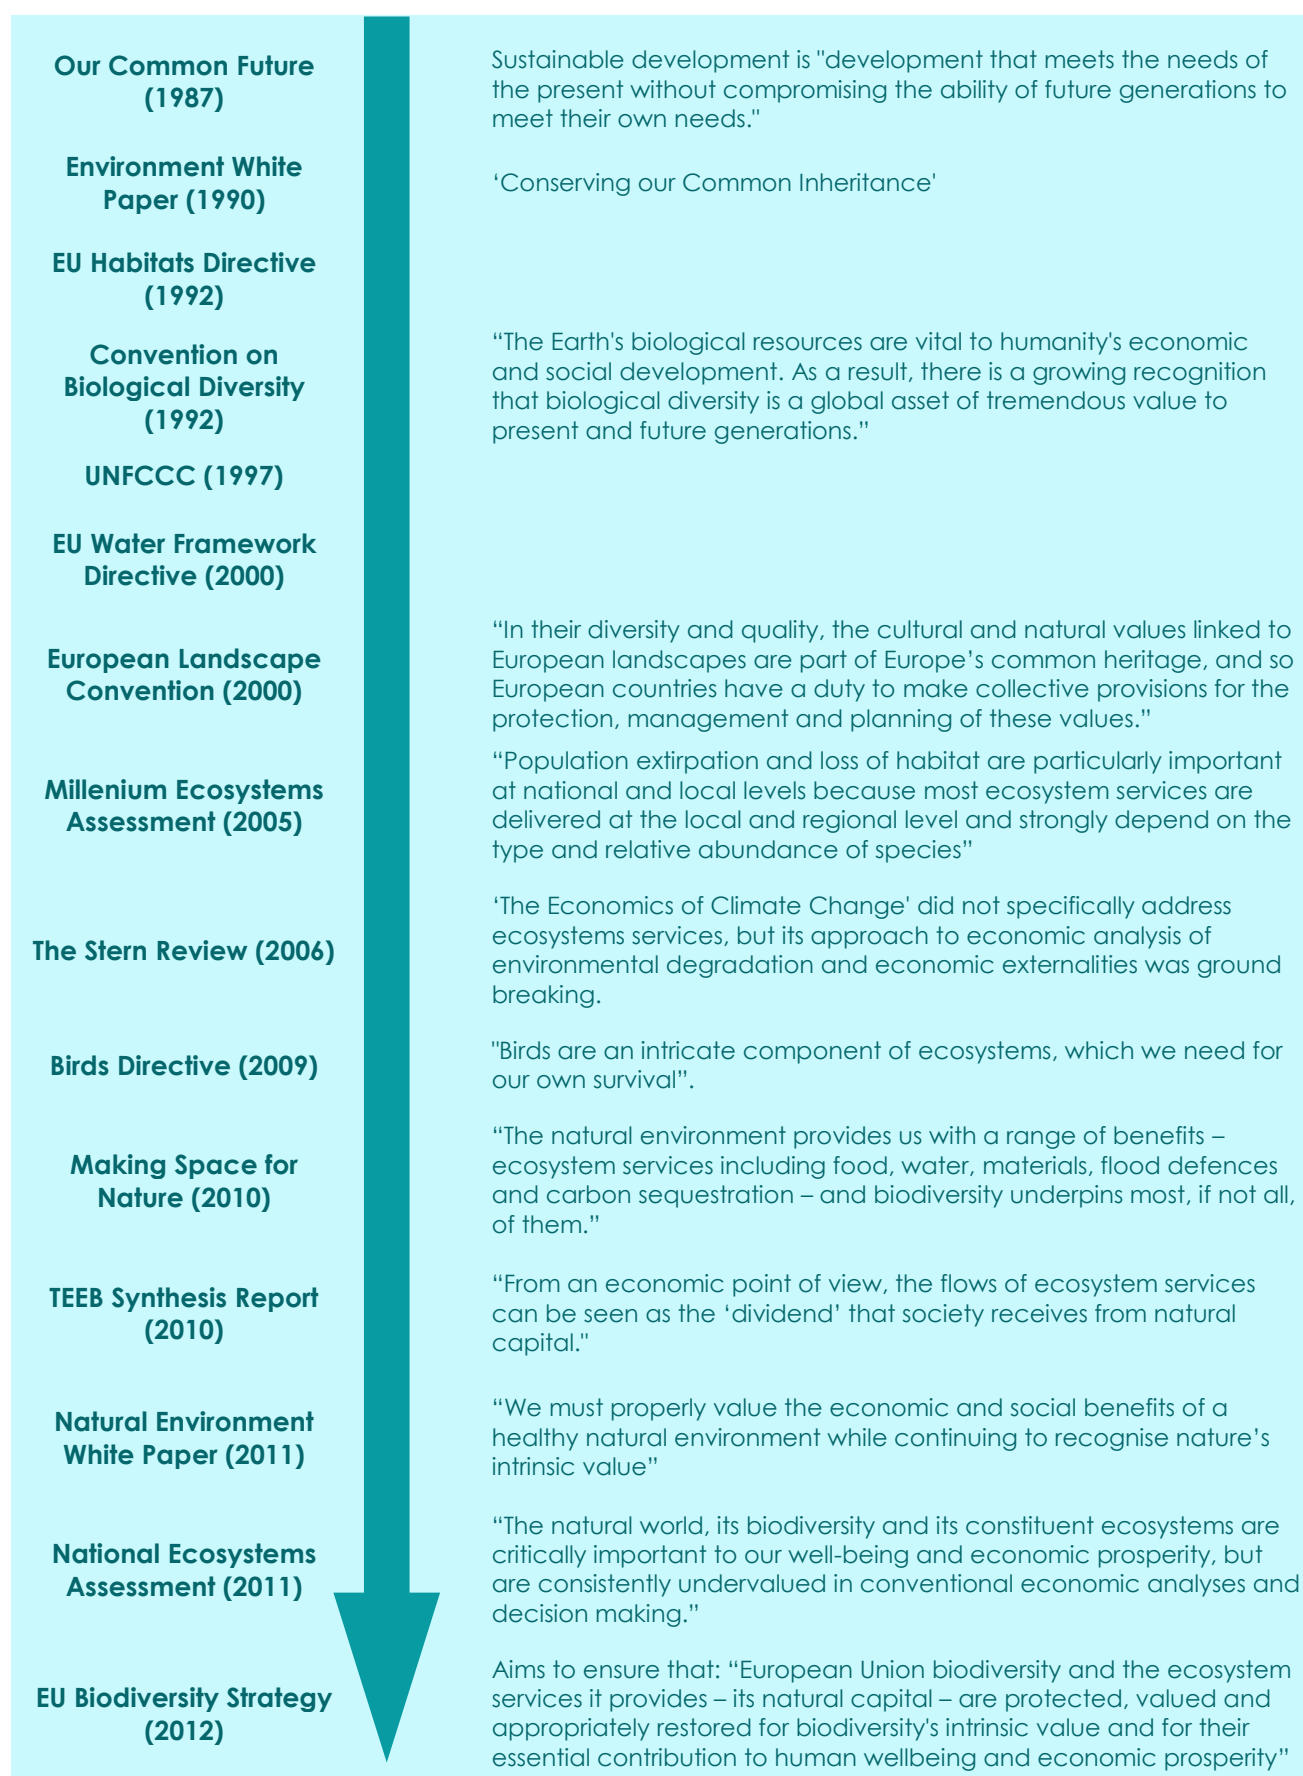 Our Common Future
(1987)
Sustainable development is "development that meets the needs of
the present without compromising the ability of future generations to
meet their own needs."
Environment White
Paper (1990)
‘Conserving our Common Inheritance'
EU Habitats Directive
(1992)
Convention on
Biological Diversity
(1992)
“The Earth's biological resources are vital to humanity's economic
and social development. As a result, there is a growing recognition
that biological diversity is a global asset of tremendous value to
present and future generations.”
UNFCCC (1997)
EU Water Framework
Directive (2000)
European Landscape
Convention (2000)
“In their diversity and quality, the cultural and natural values linked to
European landscapes are part of Europe’s common heritage, and so
European countries have a duty to make collective provisions for the
protection, management and planning of these values.”
Millenium Ecosystems
Assessment (2005)
“Population extirpation and loss of habitat are particularly important
at national and local levels because most ecosystem services are
delivered at the local and regional level and strongly depend on the
type and relative abundance of species”
The Stern Review (2006)
‘The Economics of Climate Change' did not specifically address
ecosystems services, but its approach to economic analysis of
environmental degradation and economic externalities was ground
breaking.
Birds Directive (2009)
"Birds are an intricate component of ecosystems, which we need for
our own survival”.
Making Space for
Nature (2010)
“The natural environment provides us with a range of benefits –
ecosystem services including food, water, materials, flood defences
and carbon sequestration – and biodiversity underpins most, if not all,
of them.”
TEEB Synthesis Report
(2010)
“From an economic point of view, the flows of ecosystem services
can be seen as the ‘dividend’ that society receives from natural
capital."
Natural Environment
White Paper (2011)
“We must properly value the economic and social benefits of a
healthy natural environment while continuing to recognise nature’s
intrinsic value”
National Ecosystems
Assessment (2011)
“The natural world, its biodiversity and its constituent ecosystems are
critically important to our well-being and economic prosperity, but
are consistently undervalued in conventional economic analyses and
decision making.”
EU Biodiversity Strategy
(2012)
Aims to ensure that: “European Union biodiversity and the ecosystem
services it provides – its natural capital – are protected, valued and
appropriately restored for biodiversity's intrinsic value and for their
essential contribution to human wellbeing and economic prosperity”